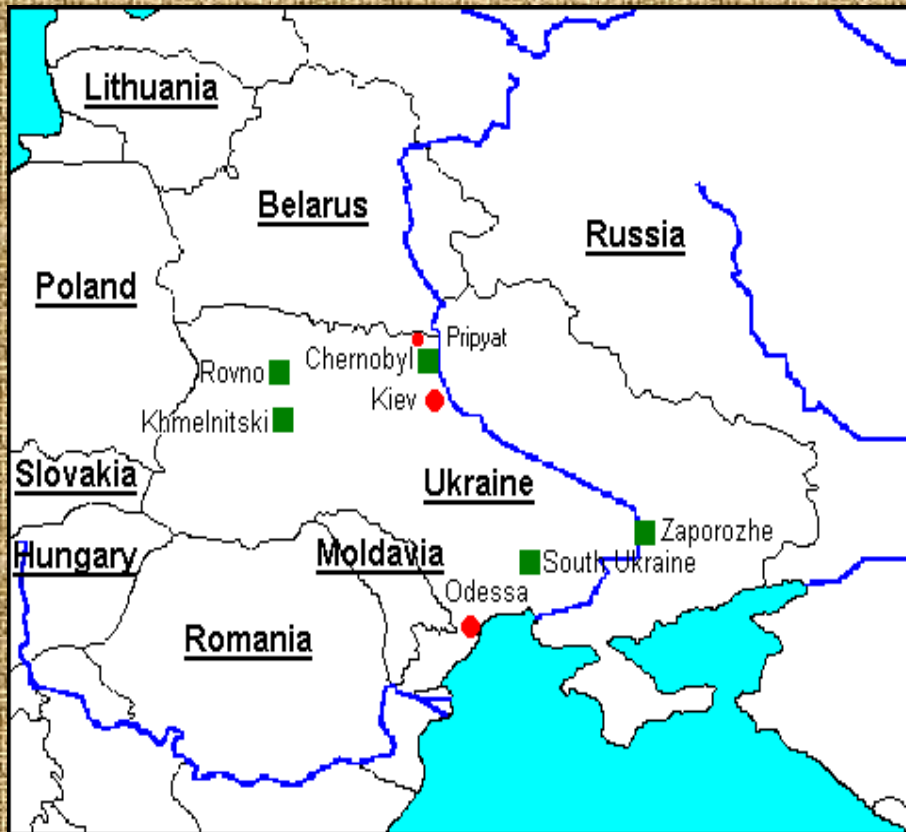 Lithuania
Belarus
Russia
Poland
Pripyat
Chernobyl
Rovno
Kiev
Khmelnitski
Slovakia
Ukraine
Hungary
Moldavia
Zaporozhe
South Ukraine
Odessa
Romania